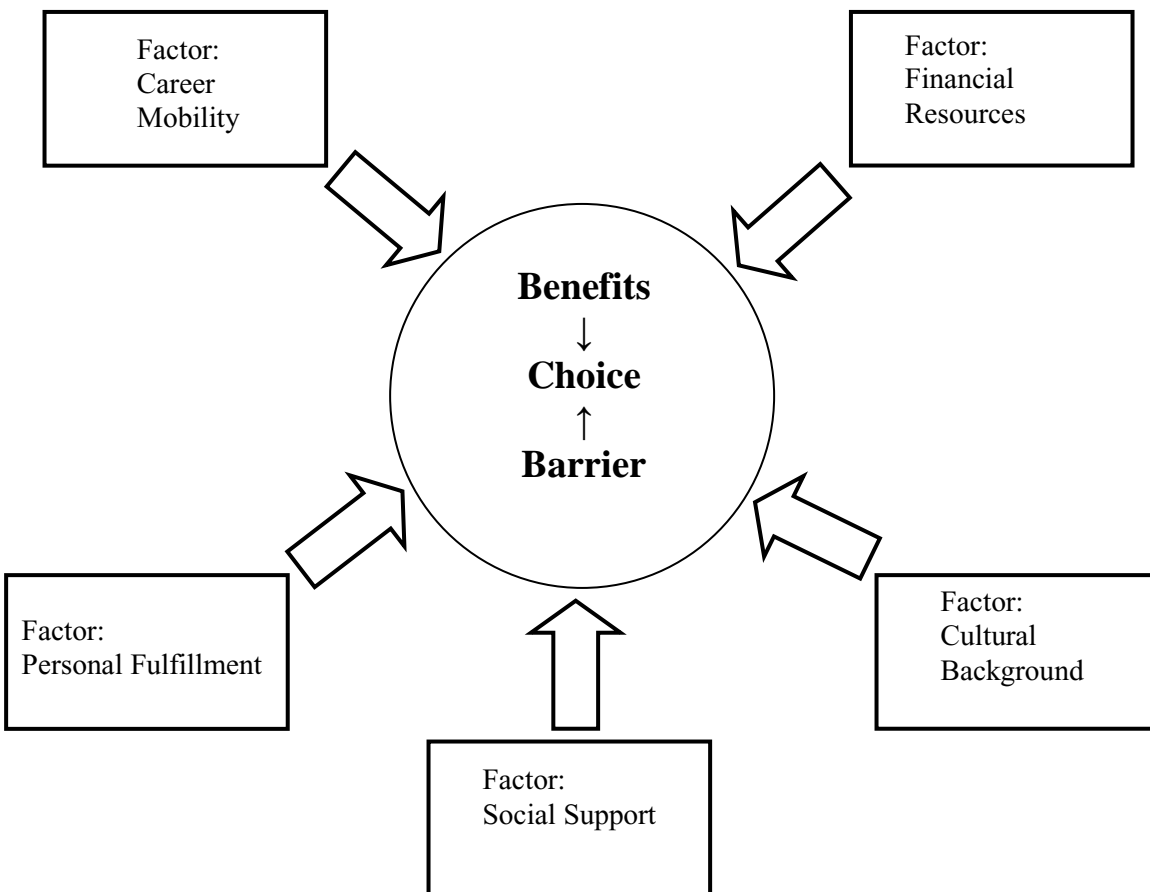 Factor:
Career
Mobility
Factor:
Financial
Resources
Benefits
↓
Choice
↑
Barrier
Factor:
Personal Fulfillment
Factor:
Cultural
Background
Factor:
Social Support